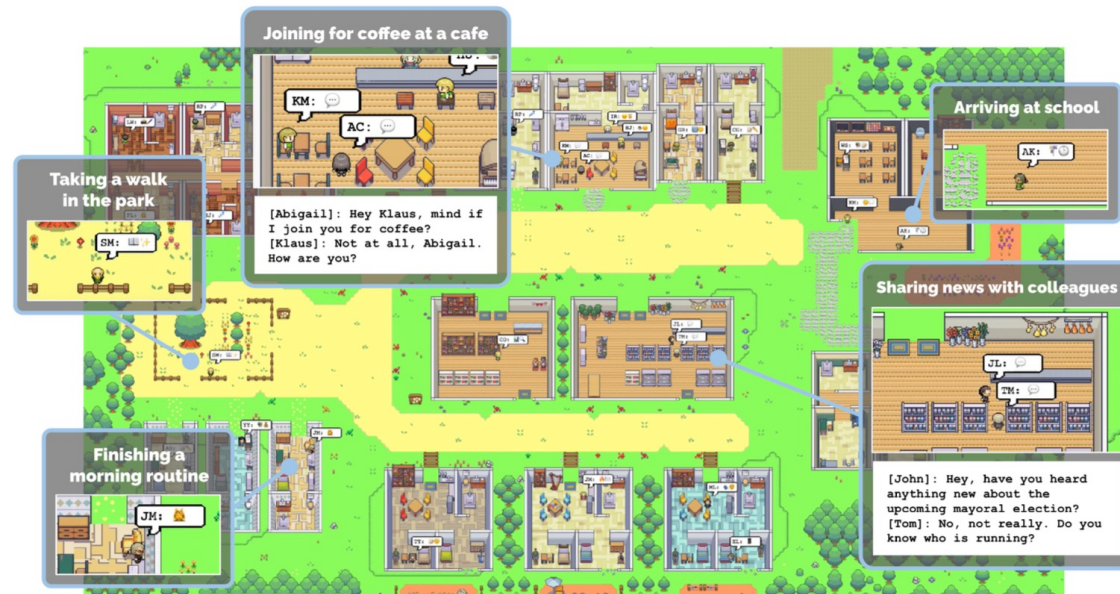 Joining for coffee at a cafe
KM:
AC:
[Abigail]: Hey Klaus, mind if
I join you for coffee?
[Klaus]: Not at all, Abigail.
How are you?
Arriving at school
AK:
Taking a walk
in the park
SM:
Sharing news with colleagues
JL:
TM:
[John]: Hey, have you heard
anything new about the
upcoming mayoral election?
[Tom]: No, not really. Do you
know who is running?
Finishing a
morning routine
JM: